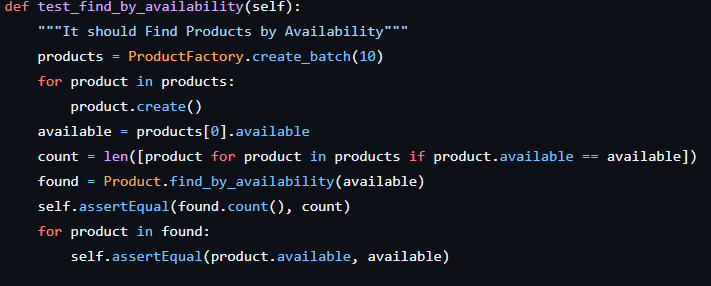 def test_find_by_availability(self):
    """It should Find Products by Availability"""
    products = ProductFactory.create_batch(10)
    for product in products:
        product.create()
    available = products[0].available
    count = len([product for product in products if product.available == available])
    found = Product.find_by_availability(available)
    self.assertEqual(found.count(), count)
    for product in found:
        self.assertEqual(product.available, available)